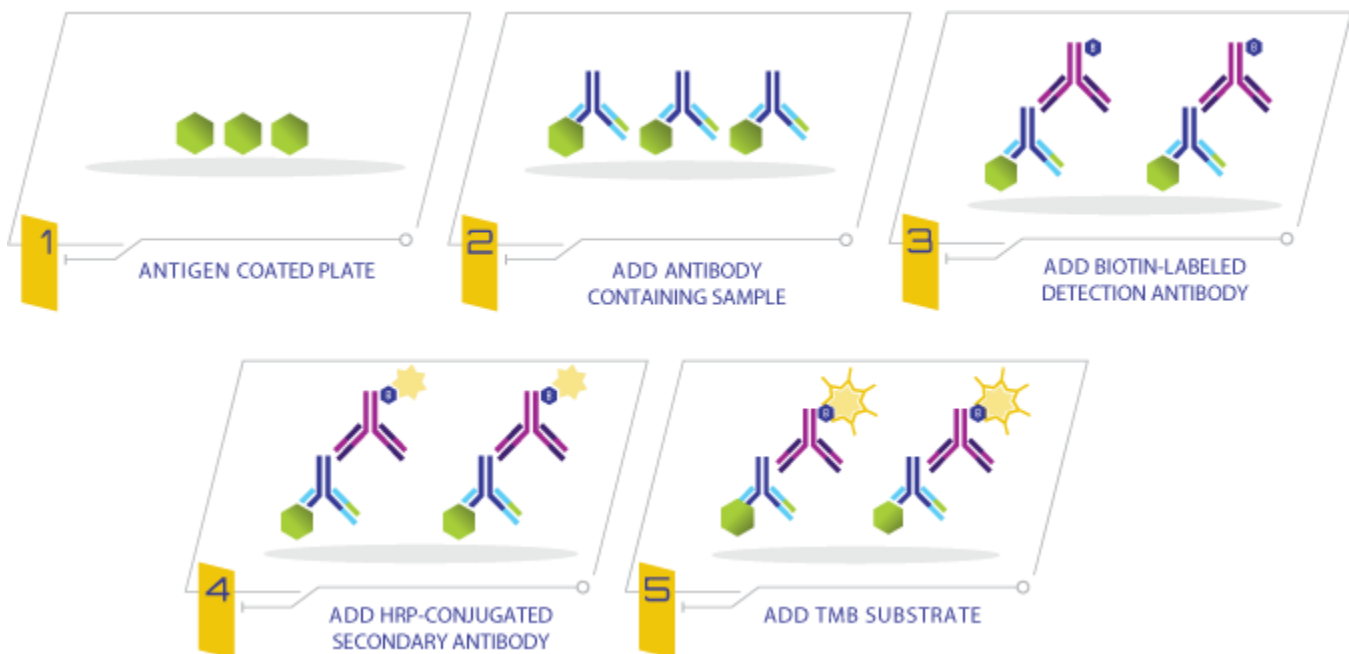 1
ANTIGEN COATED PLATE
2
ADD ANTIBODY
CONTAINING SAMPLE
B
B
3
ADD BIOTIN-LABELED
DETECTION ANTIBODY
B
B
4
ADD HRP-CONJUGATED
SECONDARY ANTIBODY
B
B
5
ADD TMB SUBSTRATE